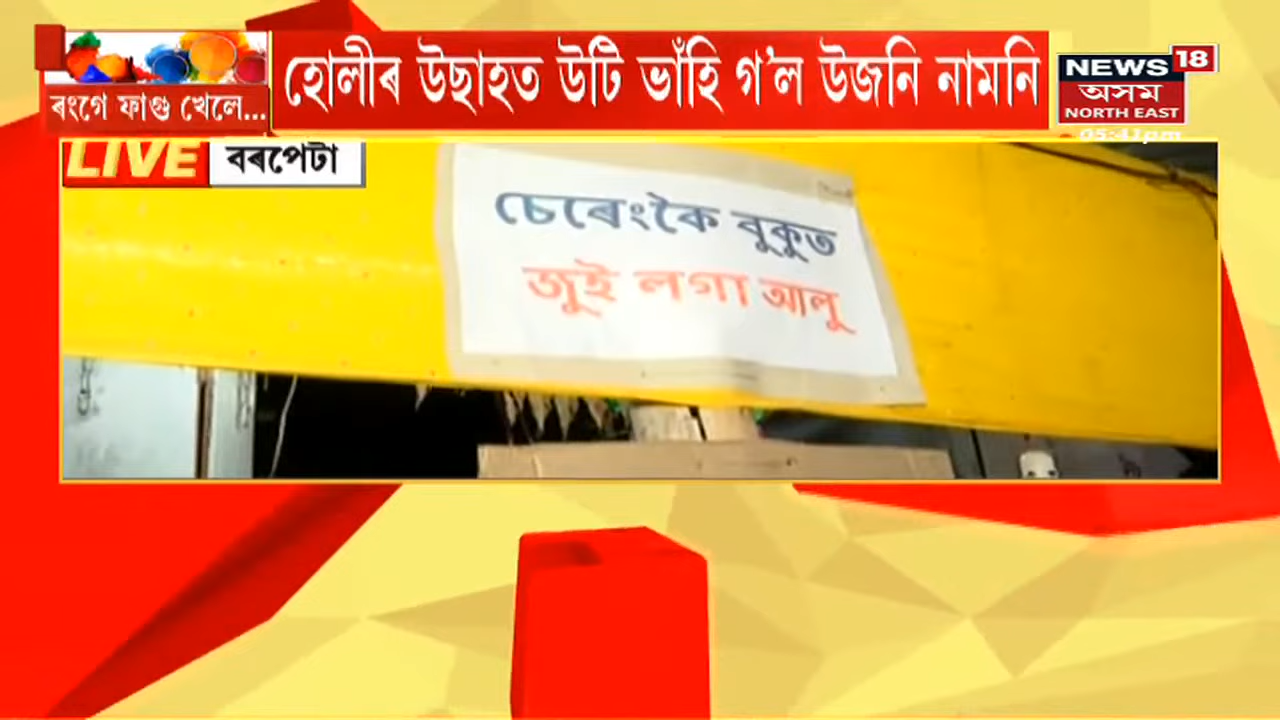 হোলীৰ উছাহত উটি ভাঁহি গ'ল উজনি নামনি
ৰংগে ফাগু খেলে...
NEWS 18
অসম
NORTH EAST
05:41pm
LIVE
বৰপেটা
চেৰেংকৈ বুকুত
জুই লগা আলু